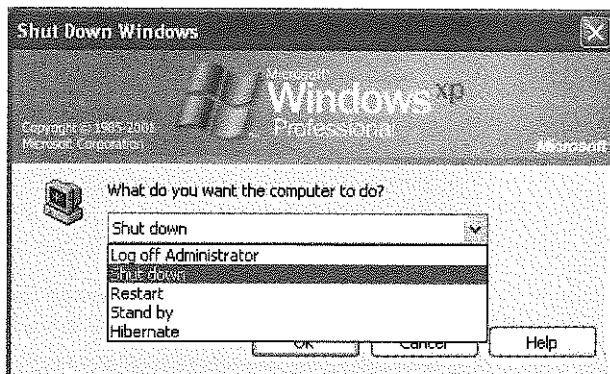 Shut Down Windows
Microsoft
Windows xp
Professional
Copyright © 1985-2001
Microsoft Corporation
Microsoft
What do you want the computer to do?
Shut down
Log off Administrator
Shut down
Restart
Stand by
Hibernate
OK
Cancel
Help